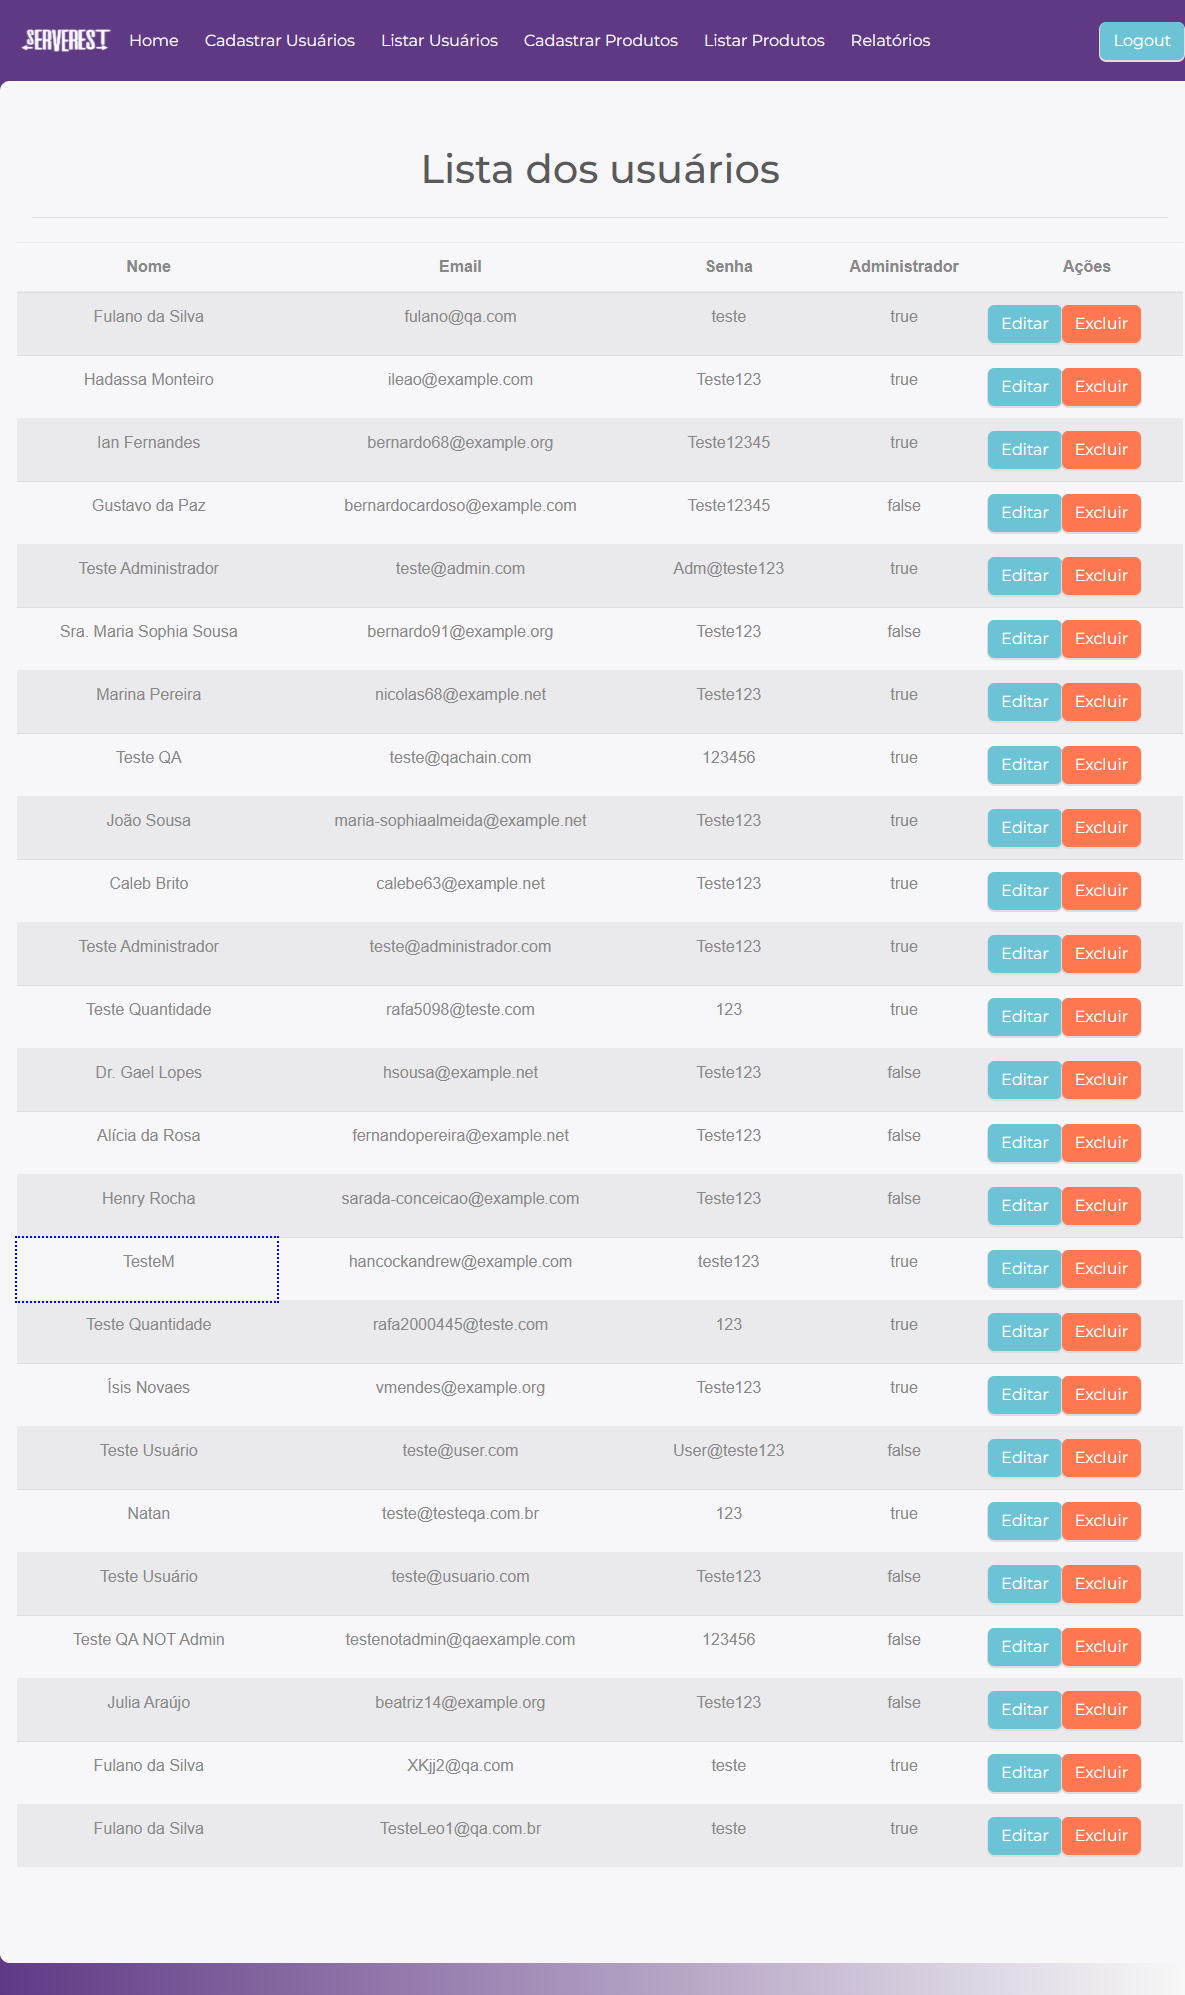 SERVEREST Home Cadastrar Usuários Listar Usuários Cadastrar Produtos Listar Produtos Relatórios Logout
Lista dos usuários
Nome Email Senha Administrador Ações
Fulano da Silva fulano@qa.com teste true Editar Excluir
Hadassa Monteiro ileao@example.com Teste123 true Editar Excluir
Ian Fernandes bernardo68@example.org Teste12345 true Editar Excluir
Gustavo da Paz bernardocardoso@example.com Teste12345 false Editar Excluir
Teste Administrador teste@admin.com Adm@teste123 true Editar Excluir
Sra. Maria Sophia Sousa bernardo91@example.org Teste123 false Editar Excluir
Marina Pereira nicolas68@example.net Teste123 true Editar Excluir
Teste QA teste@qachain.com 123456 true Editar Excluir
João Sousa maria-sophiaalmeida@example.net Teste123 true Editar Excluir
Caleb Brito calebe63@example.net Teste123 true Editar Excluir
Teste Administrador teste@administrador.com Teste123 true Editar Excluir
Teste Quantidade rafa5098@teste.com 123 true Editar Excluir
Dr. Gael Lopes hsousa@example.net Teste123 false Editar Excluir
Alícia da Rosa fernandopereira@example.net Teste123 false Editar Excluir
Henry Rocha sarada-conceicao@example.com Teste123 false Editar Excluir
TesteM hancockandrew@example.com teste123 true Editar Excluir
Teste Quantidade rafa2000445@teste.com 123 true Editar Excluir
Ísis Novaes vmendes@example.org Teste123 true Editar Excluir
Teste Usuário teste@user.com User@teste123 false Editar Excluir
Natan teste@testeqa.com.br 123 true Editar Excluir
Teste Usuário teste@usuario.com Teste123 false Editar Excluir
Teste QA NOT Admin testenotadmin@qaexample.com 123456 false Editar Excluir
Julia Araújo beatriz14@example.org Teste123 false Editar Excluir
Fulano da Silva XKjj2@qa.com teste true Editar Excluir
Fulano da Silva TesteLeo1@qa.com.br teste true Editar Excluir